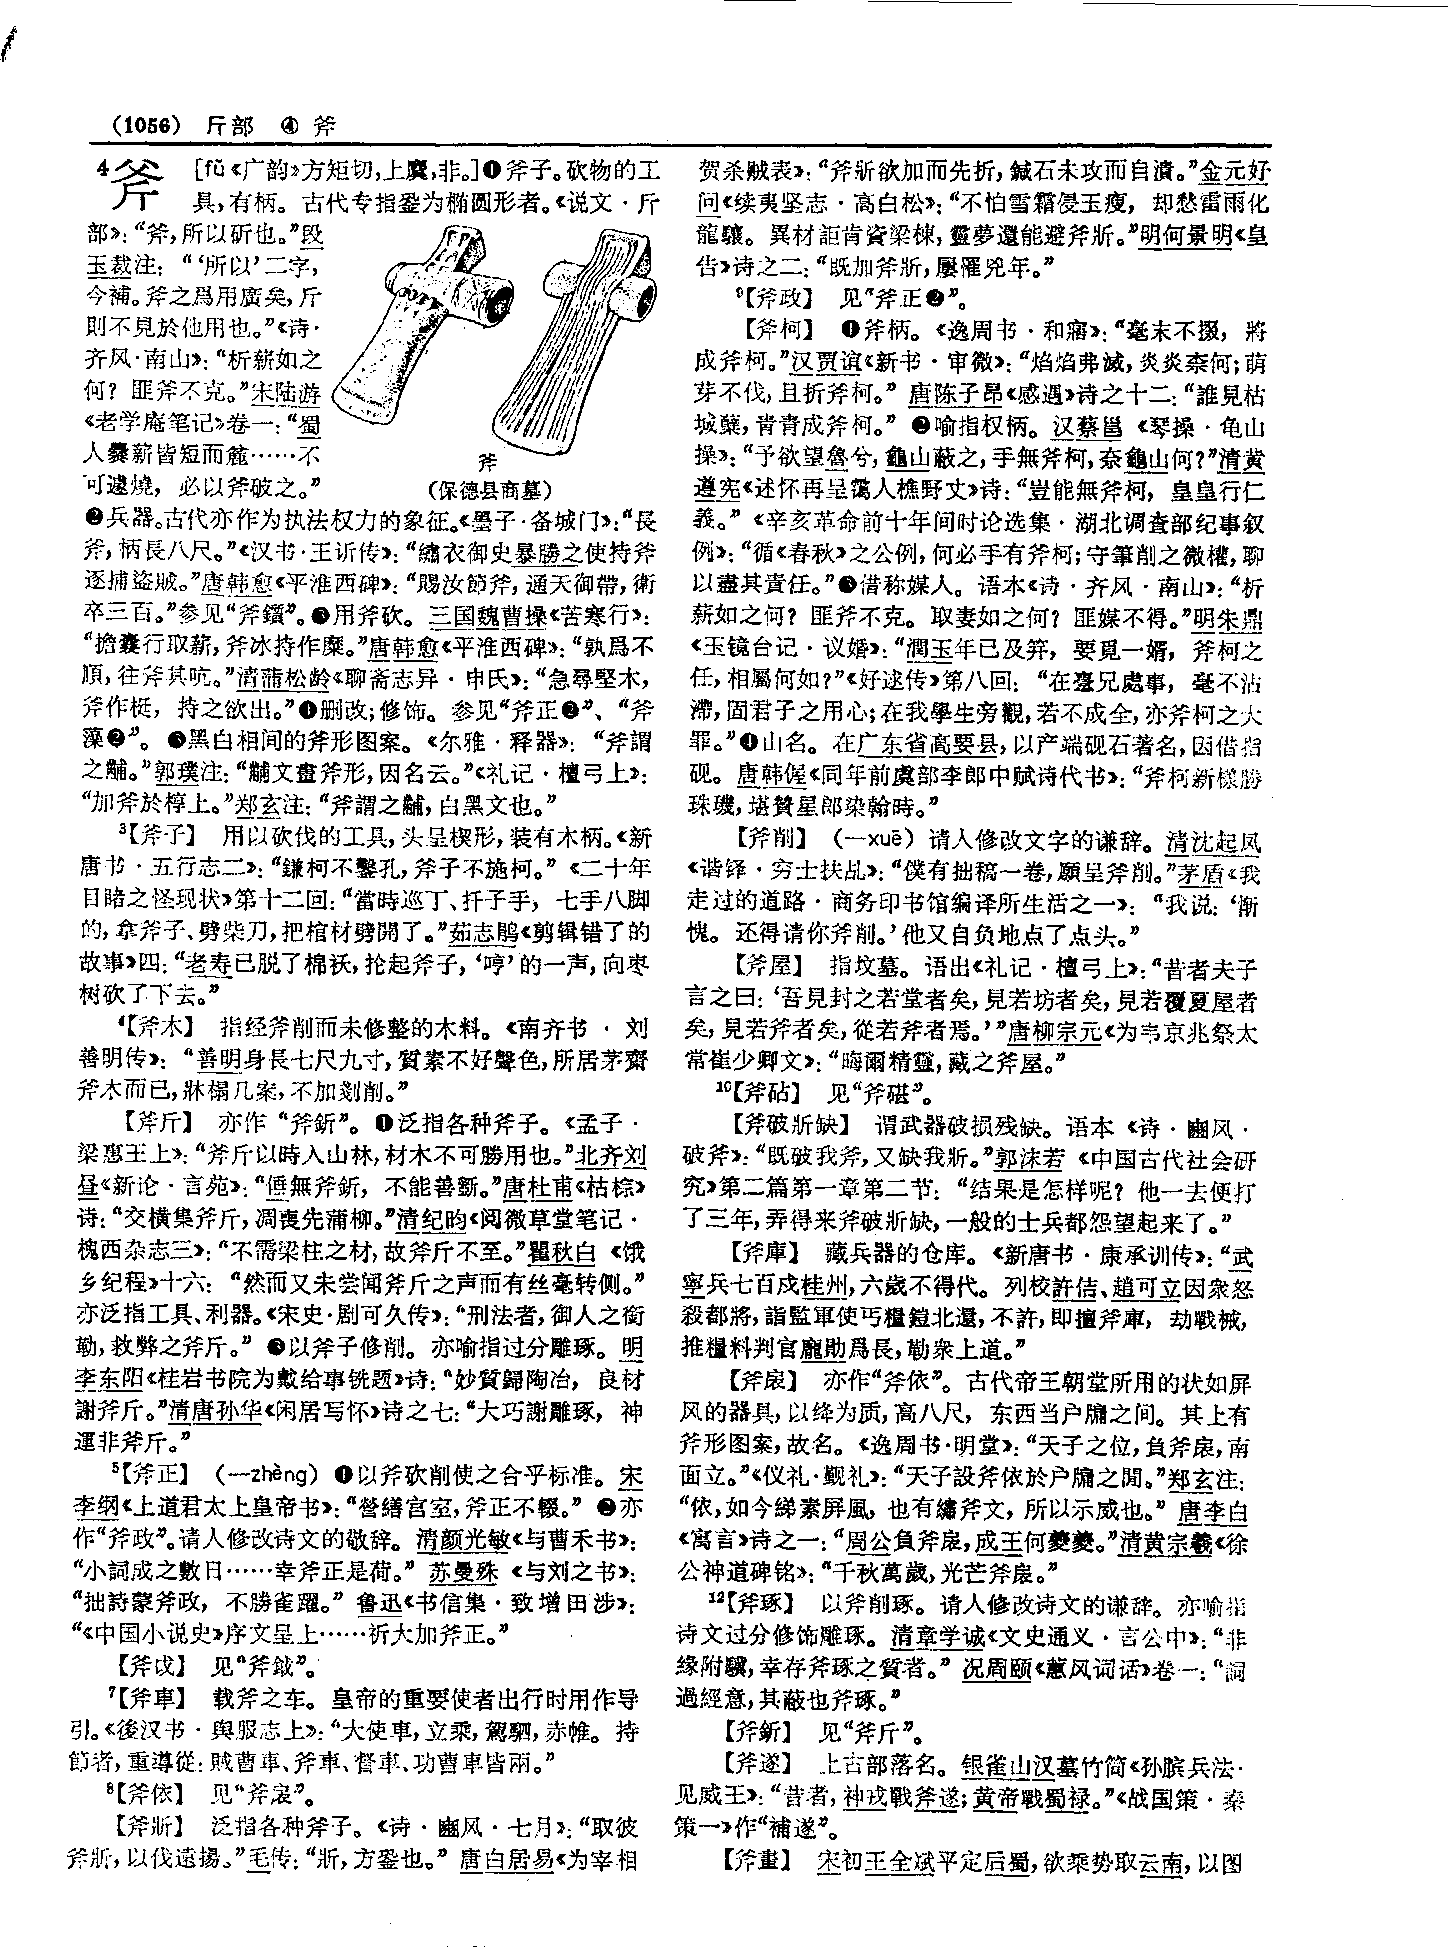 (1056) 斤部 ④ 斧
4斧 [fǔ《广韵》方短切,上麌,非。]❶斧子。砍物的工
具,有柄。古代专指銎为椭圆形者。《说文·斤
部》:“斧,所以斫也。”段
玉裁注:“‘所以’二字,
今補。斧之爲用廣矣,斤
則不見於他用也。”《诗·
齐风·南山》:“析薪如之
何?匪斧不克。”宋陆游
《老学庵笔记》卷一:“蜀
人爨薪皆短而麄……不
可遽燒,必以斧破之。”
斧
(保德县商墓)
❷兵器。古代亦作为执法权力的象征。《墨子·备城门》:“長
斧,柄長八尺。”《汉书·王䜣传》:“繡衣御史暴勝之使持斧
逐捕盜賊。”唐韩愈《平淮西碑》:“賜汝節斧,通天御帶,衛
卒三百。”参见“斧鑕”。❸用斧砍。三国魏曹操《苦寒行》:
“擔囊行取薪,斧冰持作糜。”唐韩愈《平淮西碑》:“孰爲不
順,往斧其吭。”清蒲松龄《聊斋志异·申氏》:“急尋堅木,
斧作梃,持之欲出。”❹删改;修饰。参见“斧正❷”、“斧
藻❷”。❺黑白相间的斧形图案。《尔雅·释器》:“斧謂
之黼。”郭璞注:“黼文畫斧形,因名云。”《礼记·檀弓上》:
“加斧於椁上。”郑玄注:“斧謂之黼,白黑文也。”
3【斧子】 用以砍伐的工具,头呈楔形,装有木柄。《新
唐书·五行志二》:“鎌柯不鑿孔,斧子不施柯。”《二十年
目睹之怪现状》第十二回:“當時巡丁、扦子手,七手八脚
的,拿斧子、劈柴刀,把棺材劈開了。”茹志鹃《剪辑错了的
故事》四:“老寿已脱了棉袄,抡起斧子,‘哼’的一声,向枣
树砍了下去。”
4【斧木】 指经斧削而未修整的木料。《南齐书·刘
善明传》:“善明身長七尺九寸,質素不好聲色,所居茅齋
斧木而已,牀榻几案,不加剗削。”
【斧斤】 亦作“斧釿”。❶泛指各种斧子。《孟子·
梁惠王上》:“斧斤以時入山林,材木不可勝用也。”北齐刘
昼《新论·言苑》:“但無斧釿,不能善斲。”唐杜甫《枯棕》
诗:“交横集斧斤,凋喪先蒲柳。”清纪昀《阅微草堂笔记·
槐西杂志三》:“不需梁柱之材,故斧斤不至。”瞿秋白《饿
乡纪程》十六:“然而又未尝闻斧斤之声而有丝毫转侧。”
亦泛指工具、利器。《宋史·剧可久传》:“刑法者,御人之銜
勒,救弊之斧斤。”❷以斧子修削。亦喻指过分雕琢。明
李东阳《桂岩书院为戴给事铣题》诗:“妙質歸陶冶,良材
謝斧斤。”清唐孙华《闲居写怀》诗之七:“大巧謝雕琢,神
運非斧斤。”
5【斧正】 (—zhèng) ❶以斧砍削使之合乎标准。宋
李纲《上道君太上皇帝书》:“營繕宫室,斧正不輟。”❷亦
作“斧政”。请人修改诗文的敬辞。清颜光敏《与曹禾书》:
“小詞成之數日……幸斧正是荷。”苏曼殊《与刘之书》:
“拙詩蒙斧政,不勝雀躍。”鲁迅《书信集·致增田涉》:
“《中国小说史》序文呈上……祈大加斧正。”
【斧戉】 见“斧鉞”。
7【斧車】 载斧之车。皇帝的重要使者出行时用作导
引。《後汉书·舆服志上》:“大使車,立乘,駕駟,赤帷。持
節者,重導從:賊曹車、斧車、督車、功曹車皆兩。”
8【斧依】 见“斧扆”。
【斧斨】 泛指各种斧子。《诗·豳风·七月》:“取彼
斧斨,以伐遠揚。”毛传:“斨,方銎也。”唐白居易《为宰相
贺杀贼表》:“斧斨欲加而先折,鍼石未攻而自潰。”金元好
问《续夷坚志·高白松》:“不怕雪霜侵玉瘦,却愁雷雨化
龍驤。異材詎肯資梁棟,靈夢還能避斧斨。”明何景明《皇
告》诗之二:“既加斧斨,屢罹兇年。”
9【斧政】 见“斧正❷”。
【斧柯】 ❶斧柄。《逸周书·和寤》:“毫末不掇,將
成斧柯。”汉贾谊《新书·审微》:“焰焰弗滅,炎炎奈何;萌
芽不伐,且折斧柯。”唐陈子昂《感遇》诗之十二:“誰見枯
城蘖,青青成斧柯。”❷喻指权柄。汉蔡邕《琴操·龟山
操》:“予欲望魯兮,龜山蔽之,手無斧柯,奈龜山何?”清黄
遵宪《述怀再呈霭人樵野丈》诗:“豈能無斧柯,皇皇行仁
義。”《辛亥革命前十年间时论选集·湖北调查部纪事叙
例》:“循《春秋》之公例,何必手有斧柯;守筆削之微權,聊
以盡其責任。”❸借称媒人。语本《诗·齐风·南山》:“析
薪如之何?匪斧不克。取妻如之何?匪媒不得。”明朱鼎
《玉镜台记·议婚》:“潤玉年已及笄,要覓一婿,斧柯之
任,相屬何如?”《好逑传》第八回:“在臺兄處事,毫不沾
滯,固君子之用心;在我學生旁觀,若不成全,亦斧柯之大
罪。”❹山名。在广东省高要县,以产端砚石著名,因借指
砚。唐韩偓《同年前虞部李郎中赋诗代书》:“斧柯新樣勝
珠璣,堪贊星郎染翰時。”
【斧削】 (—xuē) 请人修改文字的谦辞。清沈起凤
《谐铎·穷士扶乩》:“僕有拙稿一卷,願呈斧削。”茅盾《我
走过的道路·商务印书馆编译所生活之一》:“我说:‘渐
愧。还得请你斧削。’他又自负地点了点头。”
【斧屋】 指坟墓。语出《礼记·檀弓上》:“昔者夫子
言之曰:‘吾見封之若堂者矣,見若坊者矣,見若覆夏屋者
矣,見若斧者矣,從若斧者焉。’”唐柳宗元《为韦京兆祭太
常崔少卿文》:“晦爾精靈,藏之斧屋。”
10【斧砧】 见“斧碪”。
【斧破斨缺】 谓武器破损残缺。语本《诗·豳风·
破斧》:“既破我斧,又缺我斨。”郭沫若《中国古代社会研
究》第二篇第一章第二节:“结果是怎样呢?他一去便打
了三年,弄得来斧破斨缺,一般的士兵都怨望起来了。”
【斧庫】 藏兵器的仓库。《新唐书·康承训传》:“武
寧兵七百戍桂州,六歲不得代。列校許佶、趙可立因衆怒
殺都將,詣監軍使丐糧鎧北還,不許,即擅斧庫,劫戰械,
推糧料判官龐勛爲長,勒衆上道。”
【斧扆】 亦作“斧依”。古代帝王朝堂所用的状如屏
风的器具,以绛为质,高八尺,东西当户牖之间。其上有
斧形图案,故名。《逸周书·明堂》:“天子之位,負斧扆,南
面立。”《仪礼·觐礼》:“天子設斧依於户牖之間。”郑玄注:
“依,如今綈素屏風,也有繡斧文,所以示威也。”唐李白
《寓言》诗之一:“周公負斧扆,成王何夔夔。”清黄宗羲《徐
公神道碑铭》:“千秋萬歲,光芒斧扆。”
12【斧琢】 以斧削琢。请人修改诗文的谦辞。亦喻指
诗文过分修饰雕琢。清章学诚《文史通义·言公中》:“非
緣附驥,幸存斧琢之質者。”况周颐《蕙风词话》卷一:“詞
過經意,其蔽也斧琢。”
【斧釿】 见“斧斤”。
【斧遂】 上古部落名。银雀山汉墓竹简《孙膑兵法·
见威王》:“昔者,神戎戰斧遂;黄帝戰蜀禄。”《战国策·秦
策一》作“補遂”。
【斧畫】 宋初王全斌平定后蜀,欲乘势取云南,以图